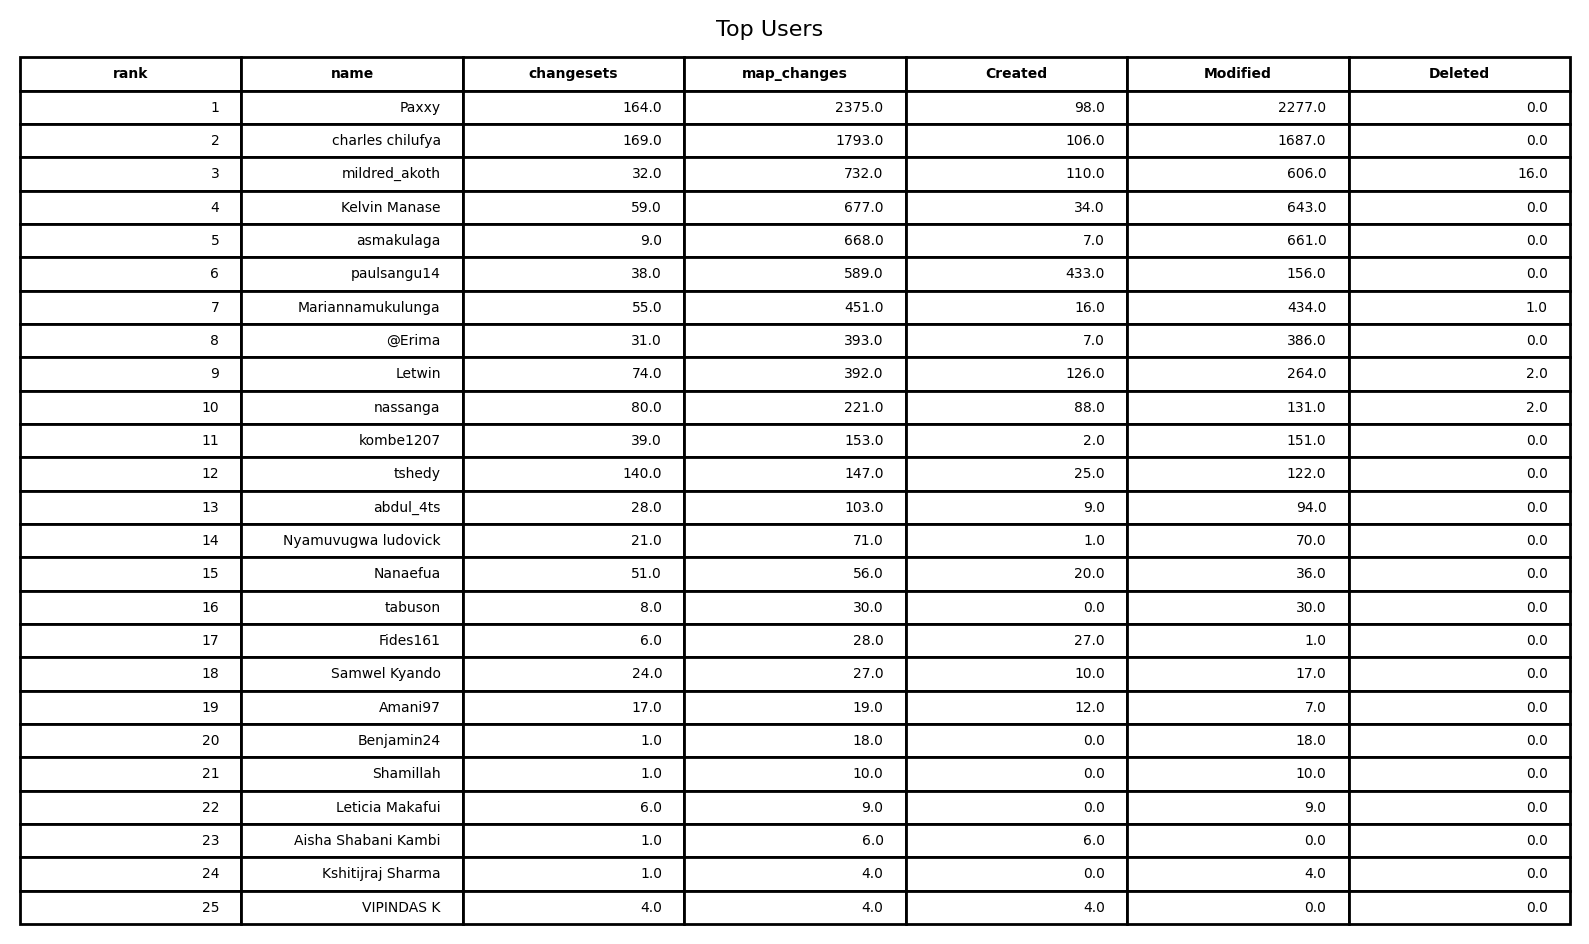 Top Users
rank name changesets map_changes Created Modified Deleted
1 Paxxy 164.0 2375.0 98.0 2277.0 0.0
2 charles chilufya 169.0 1793.0 106.0 1687.0 0.0
3 mildred_akoth 32.0 732.0 110.0 606.0 16.0
4 Kelvin Manase 59.0 677.0 34.0 643.0 0.0
5 asmakulaga 9.0 668.0 7.0 661.0 0.0
6 paulsangu14 38.0 589.0 433.0 156.0 0.0
7 Mariannamukulunga 55.0 451.0 16.0 434.0 1.0
8 @Erima 31.0 393.0 7.0 386.0 0.0
9 Letwin 74.0 392.0 126.0 264.0 2.0
10 nassanga 80.0 221.0 88.0 131.0 2.0
11 kombe1207 39.0 153.0 2.0 151.0 0.0
12 tshedy 140.0 147.0 25.0 122.0 0.0
13 abdul_4ts 28.0 103.0 9.0 94.0 0.0
14 Nyamuvugwa ludovick 21.0 71.0 1.0 70.0 0.0
15 Nanaefua 51.0 56.0 20.0 36.0 0.0
16 tabuson 8.0 30.0 0.0 30.0 0.0
17 Fides161 6.0 28.0 27.0 1.0 0.0
18 Samwel Kyando 24.0 27.0 10.0 17.0 0.0
19 Amani97 17.0 19.0 12.0 7.0 0.0
20 Benjamin24 1.0 18.0 0.0 18.0 0.0
21 Shamillah 1.0 10.0 0.0 10.0 0.0
22 Leticia Makafui 6.0 9.0 0.0 9.0 0.0
23 Aisha Shabani Kambi 1.0 6.0 6.0 0.0 0.0
24 Kshitijraj Sharma 1.0 4.0 0.0 4.0 0.0
25 VIPINDAS K 4.0 4.0 4.0 0.0 0.0